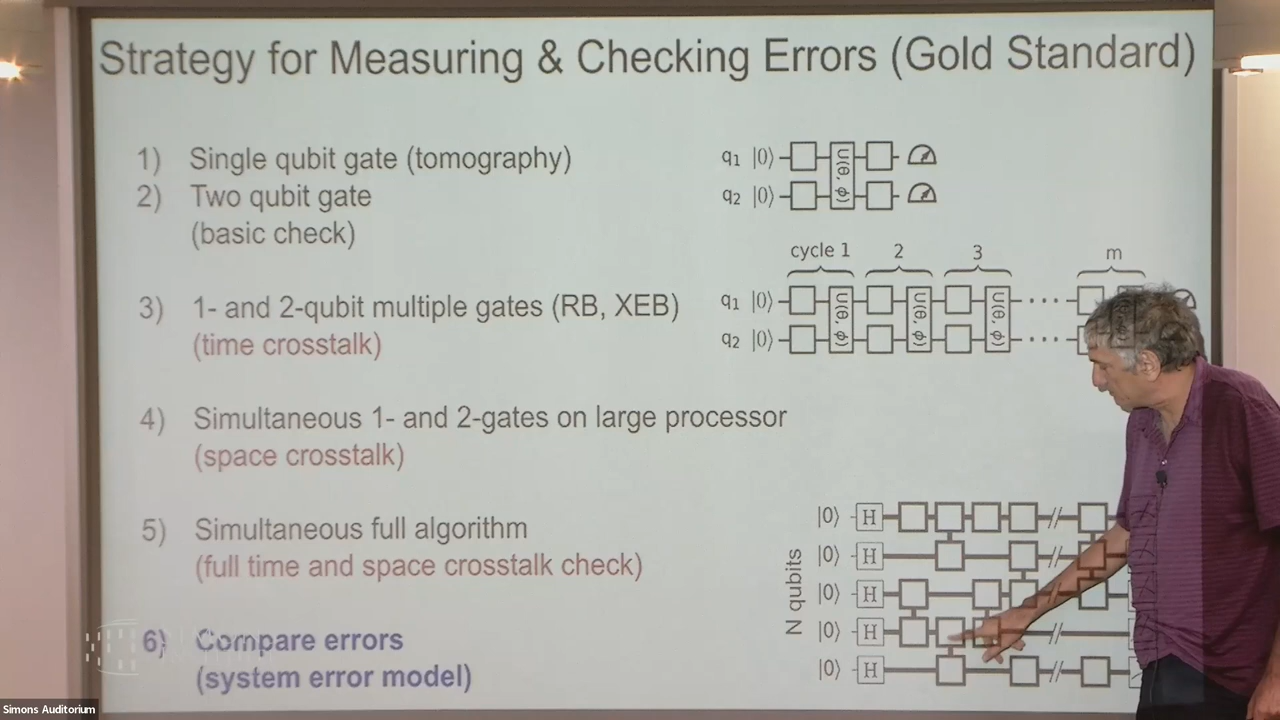 Strategy for Measuring & Checking Errors (Gold Standard)
1) Single qubit gate (tomography)
2) Two qubit gate
(basic check)
q1 |0⟩ U(θ, ϕ)
q2 |0⟩
cycle 1 2 3 m
3) 1- and 2-qubit multiple gates (RB, XEB)
(time crosstalk)
q1 |0⟩ U(θ, ϕ) U(θ, ϕ) U(θ, ϕ) ····
q2 |0⟩ ····
4) Simultaneous 1- and 2-gates on large processor
(space crosstalk)
5) Simultaneous full algorithm
(full time and space crosstalk check)
N qubits
|0⟩ H //
|0⟩ H //
|0⟩ H //
|0⟩ H //
|0⟩ H //
6) Compare errors
(system error model)
Simons Auditorium